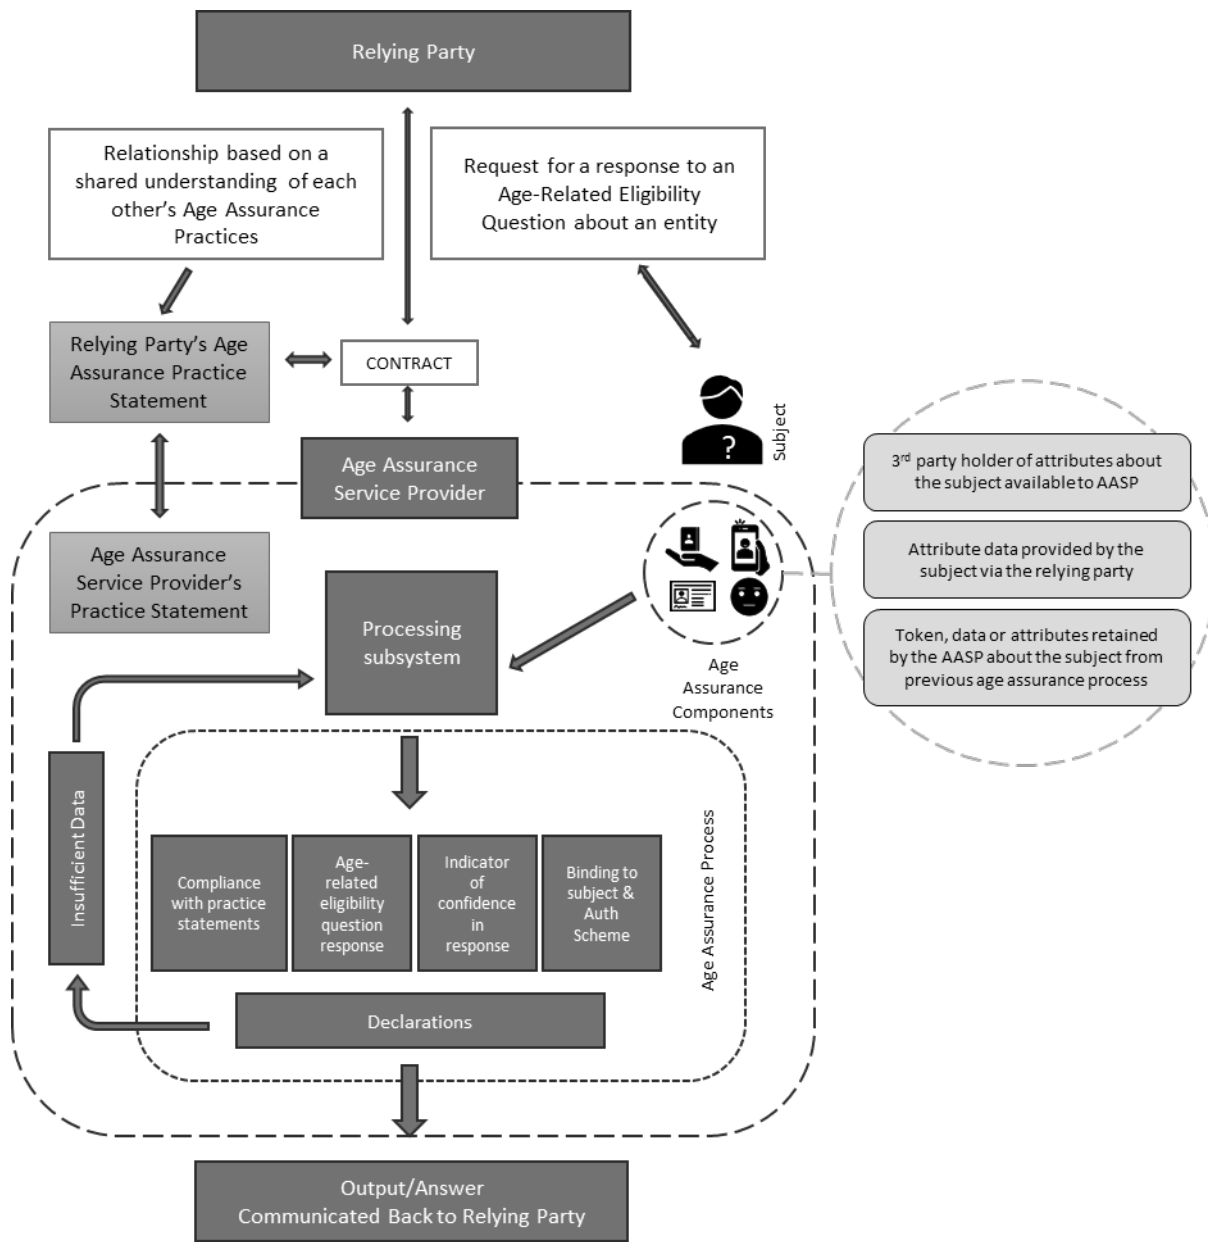 Relying Party
Relationship based on a
shared understanding of each
other's Age Assurance
Practices
Request for a response to an
Age-Related Eligibility
Question about an entity
Relying Party's Age
Assurance Practice
Statement
CONTRACT
?
Subject
Age Assurance
Service Provider
3rd party holder of attributes about
the subject available to AASP
Attribute data provided by the
subject via the relying party
Token, data or attributes retained
by the AASP about the subject from
previous age assurance process
Age Assurance
Service Provider's
Practice Statement
Processing
subsystem
Age
Assurance
Components
Insufficient Data
Compliance
with practice
statements
Age-
related
eligibility
question
response
Indicator
of
confidence
in
response
Binding to
subject &
Auth
Scheme
Age Assurance Process
Declarations
Output/Answer
Communicated Back to Relying Party